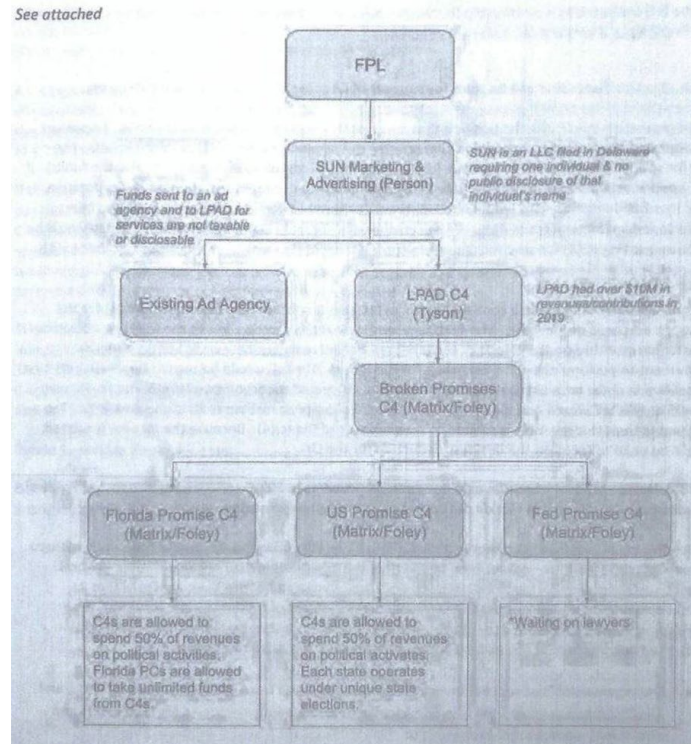 See attached
FPL
SUN Marketing &
Advertising (Person)
SUN is an LLC filed in Delaware
requiring one individual & no
public disclosure of that
individual's name
Funds sent to an ad
agency and to LPAD for
services are not taxable
or disclosable
Existing Ad Agency
LPAD C4
(Tyson)
LPAD had over $10M in
revenues/contributions in
2019
Broken Promises
C4 (Matrix/Foley)
Florida Promise C4
(Matrix/Foley)
US Promise C4
(Matrix/Foley)
Fed Promise C4
(Matrix/Foley)
C4s are allowed to
spend 50% of revenues
on political activities.
Florida PCs are allowed
to take unlimited funds
from C4s.
C4s are allowed to
spend 50% of revenues
on political activates.
Each state operates
under unique state
elections.
*Waiting on lawyers